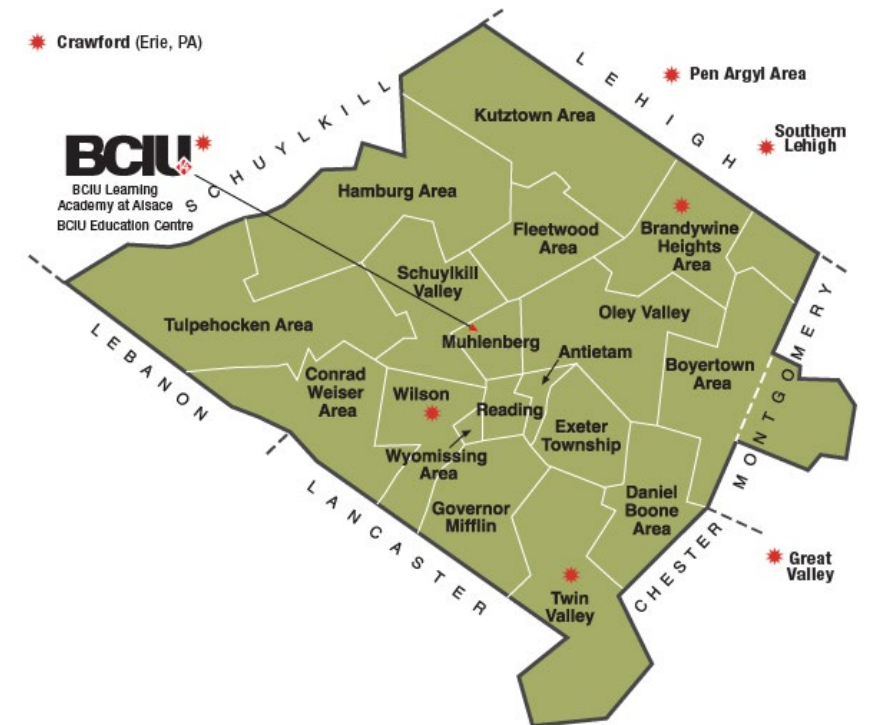 Crawford (Erie, PA)
BCIU
BCIU Learning
Academy at Alsace
BCIU Education Centre
SCHUYLKILL
LEHIGH
Pen Argyl Area
Southern
Lehigh
Kutztown Area
Hamburg Area
Fleetwood
Area
Brandywine
Heights
Area
Schuylkill
Valley
Tulpehocken Area
Oley Valley
Muhlenberg
Antietam
Boyertown
Area
MONTGOMERY
LEBANON
Conrad
Weiser
Area
Wilson
Reading
Exeter
Township
Wyomissing
Area
Governor
Mifflin
Daniel
Boone
Area
LANCASTER
Twin
Valley
CHESTER
Great
Valley